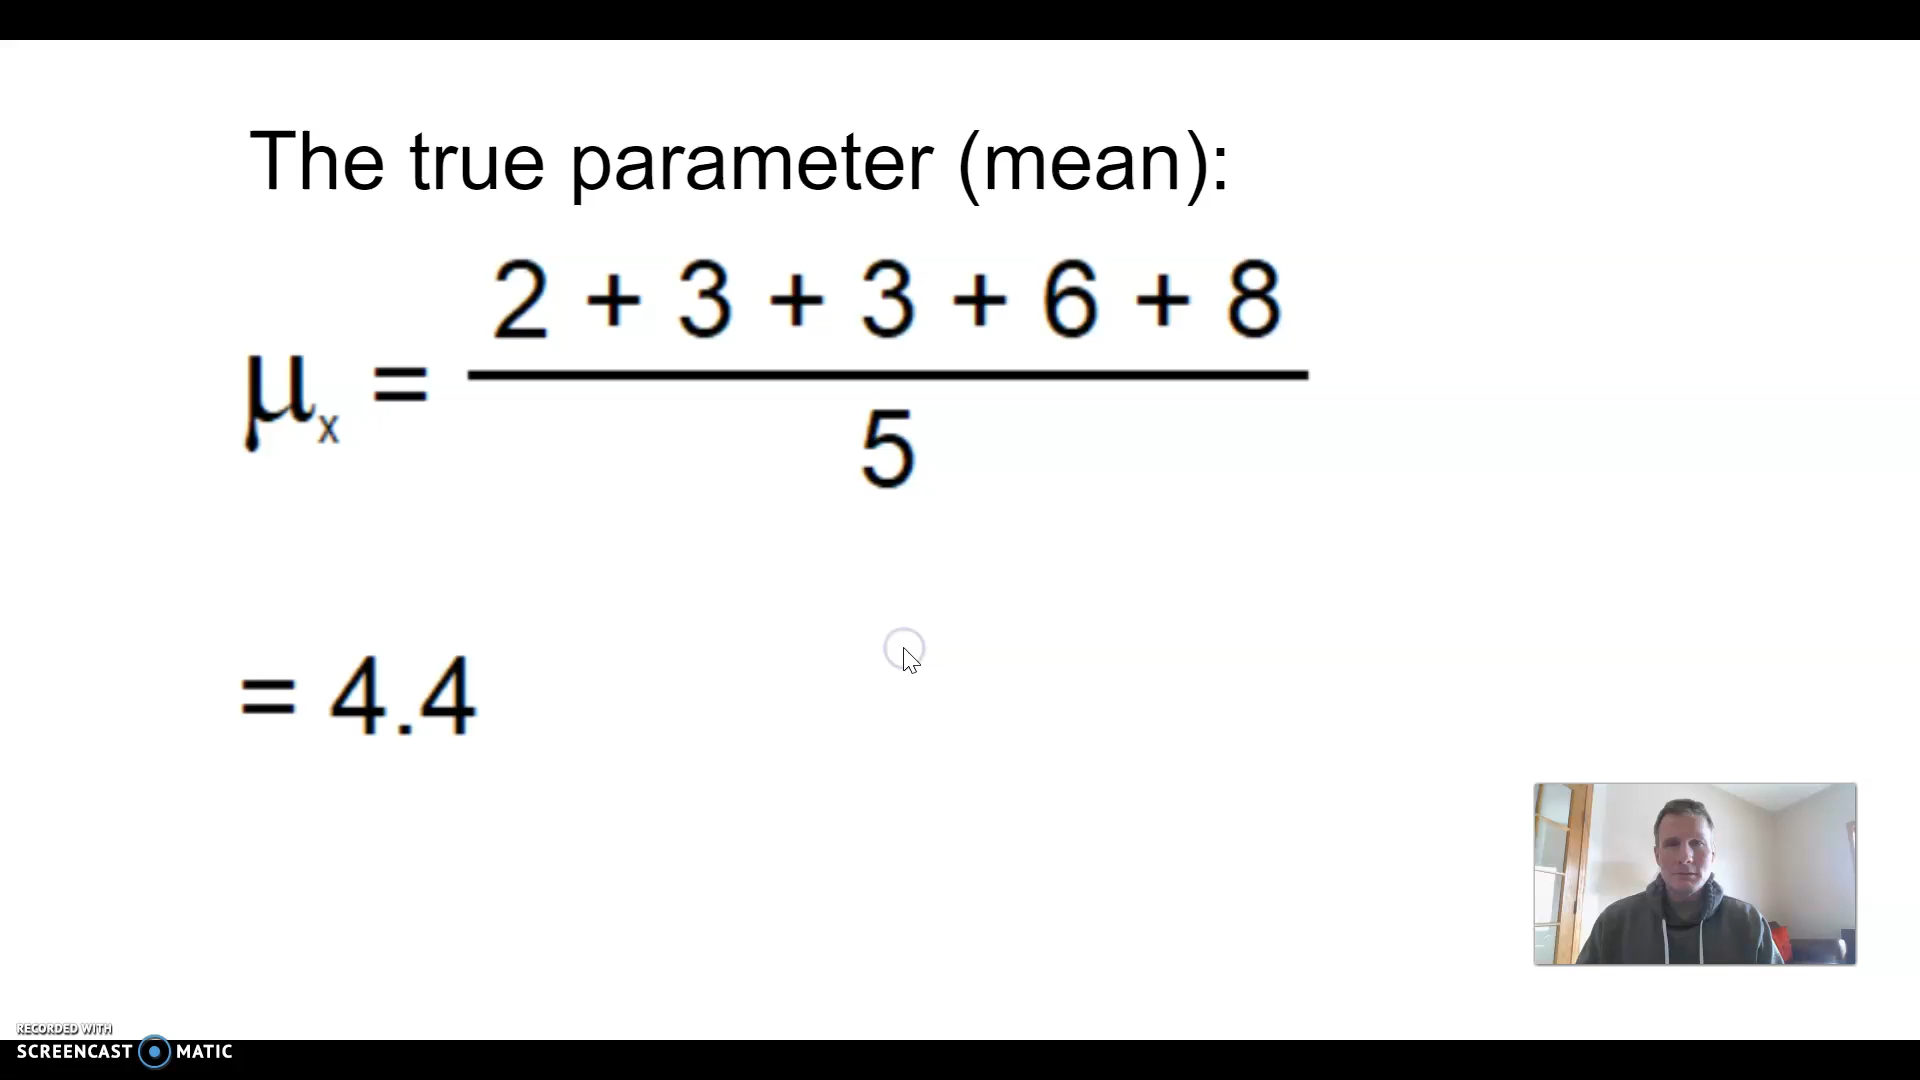 The true parameter (mean):
2 + 3 + 3 + 6 + 8
μx =
5
= 4.4
RECORDED WITH
SCREENCAST MATIC